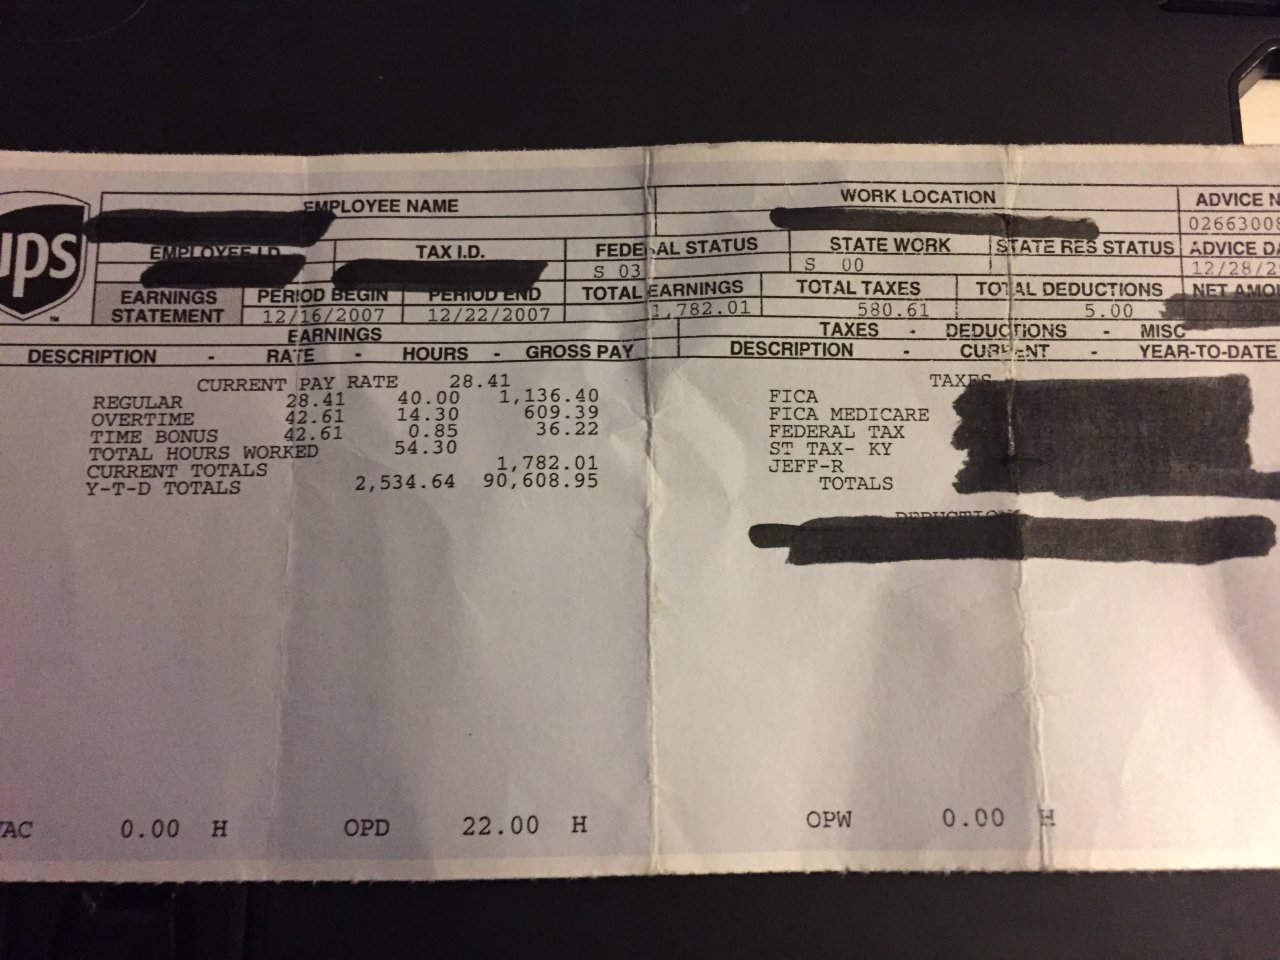 ups
TM
EMPLOYEE NAME WORK LOCATION ADVICE N
02663008
EMPLOYEE I.D. TAX I.D. FEDERAL STATUS STATE WORK STATE RES STATUS ADVICE DA
S 03 S 00 12/28/2
EARNINGS STATEMENT PERIOD BEGIN PERIOD END TOTAL EARNINGS TOTAL TAXES TOTAL DEDUCTIONS NET AMO
12/16/2007 12/22/2007 1,782.01 580.61 5.00
EARNINGS TAXES - DEDUCTIONS - MISC
DESCRIPTION - RATE - HOURS - GROSS PAY DESCRIPTION - CURRENT - YEAR-TO-DATE
CURRENT PAY RATE 28.41 TAXES
REGULAR 28.41 40.00 1,136.40 FICA
OVERTIME 42.61 14.30 609.39 FICA MEDICARE
TIME BONUS 42.61 0.85 36.22 FEDERAL TAX
TOTAL HOURS WORKED 54.30 ST TAX- KY
CURRENT TOTALS 1,782.01 JEFF-R
Y-T-D TOTALS 2,534.64 90,608.95 TOTALS
DEDUCTIONS
TOTALS
AC 0.00 H OPD 22.00 H OPW 0.00 H